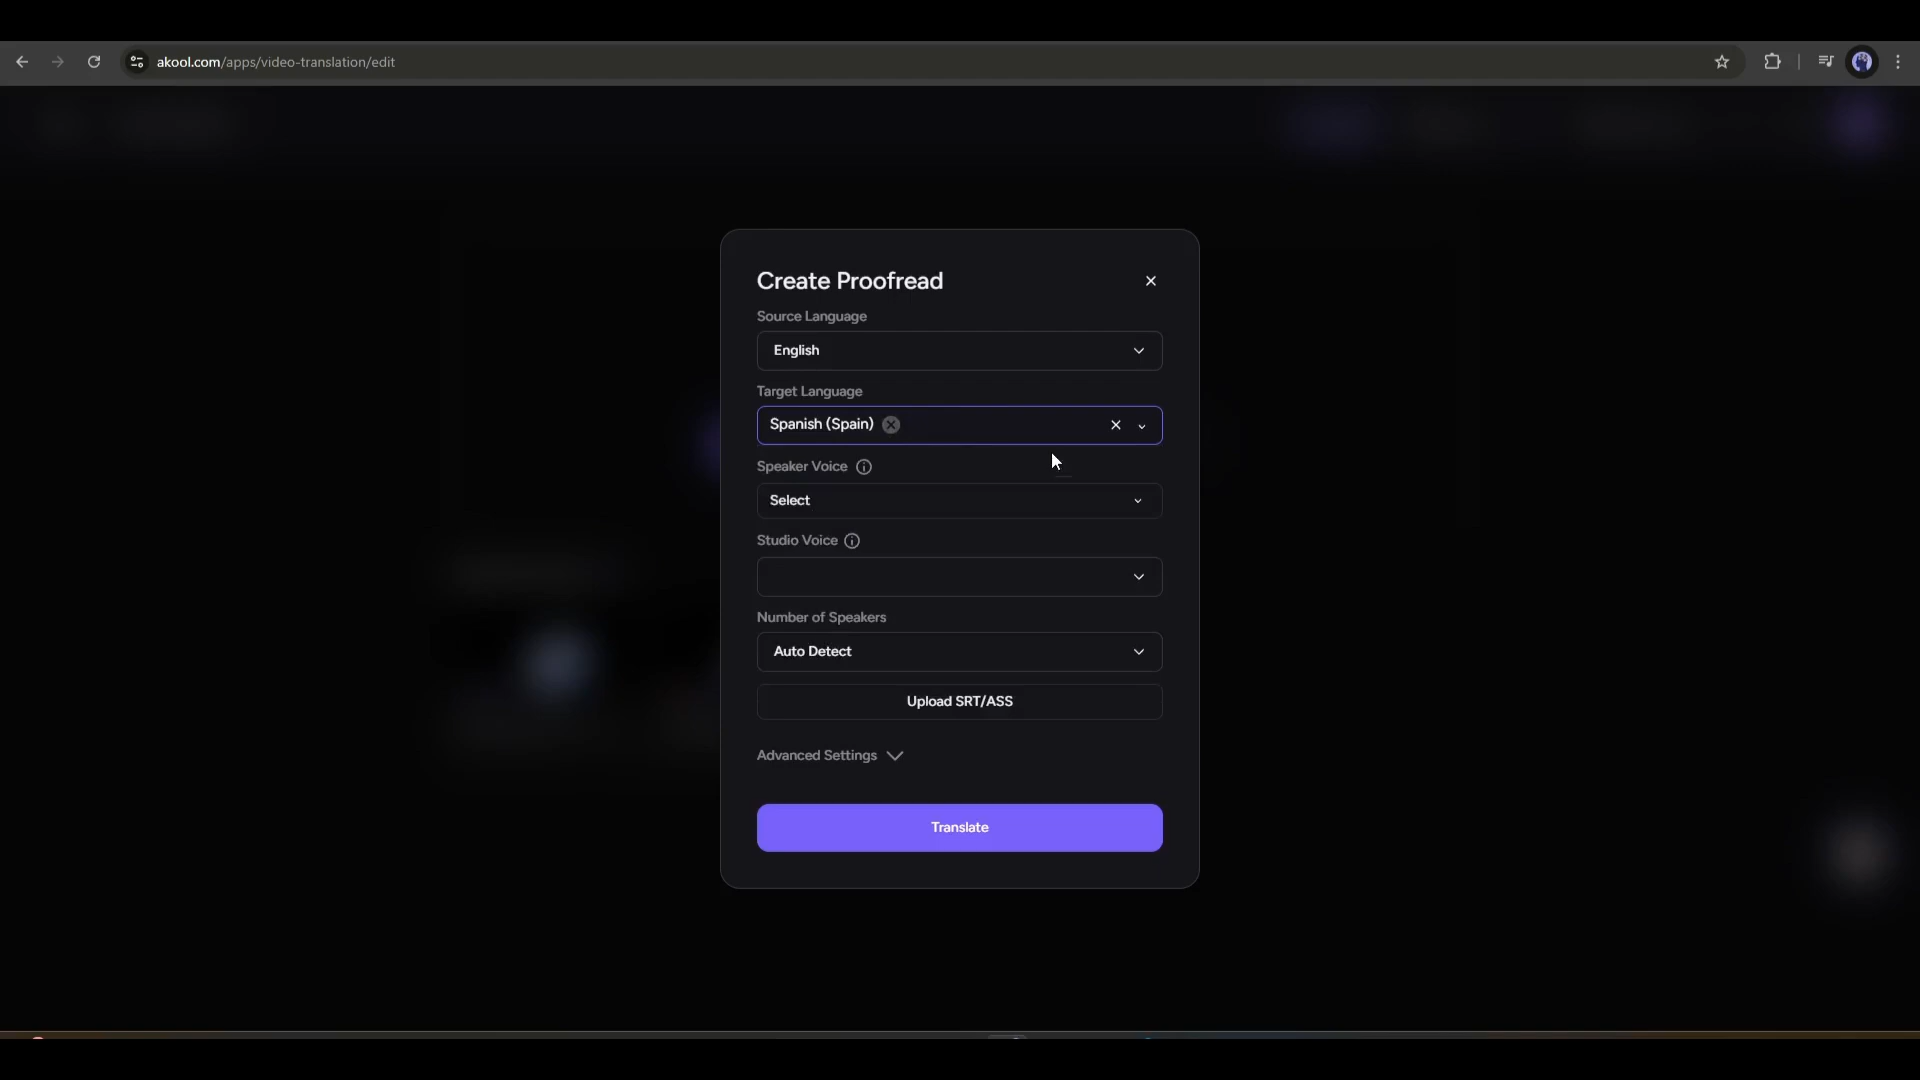 akool.com/apps/video-translation/edit
Create Proofread
Source Language
English
Target Language
Spanish (Spain)
Speaker Voice
Select
Studio Voice
Number of Speakers
Auto Detect
Upload SRT/ASS
Advanced Settings
Translate